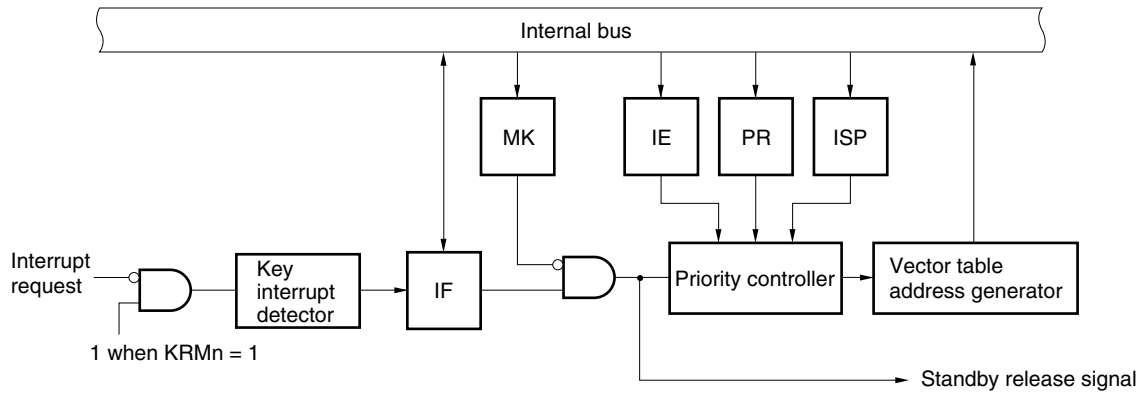 Internal bus
MK
IE
PR
ISP
Interrupt
request
Key
interrupt
detector
IF
Priority controller
Vector table
address generator
1 when KRMn = 1
Standby release signal